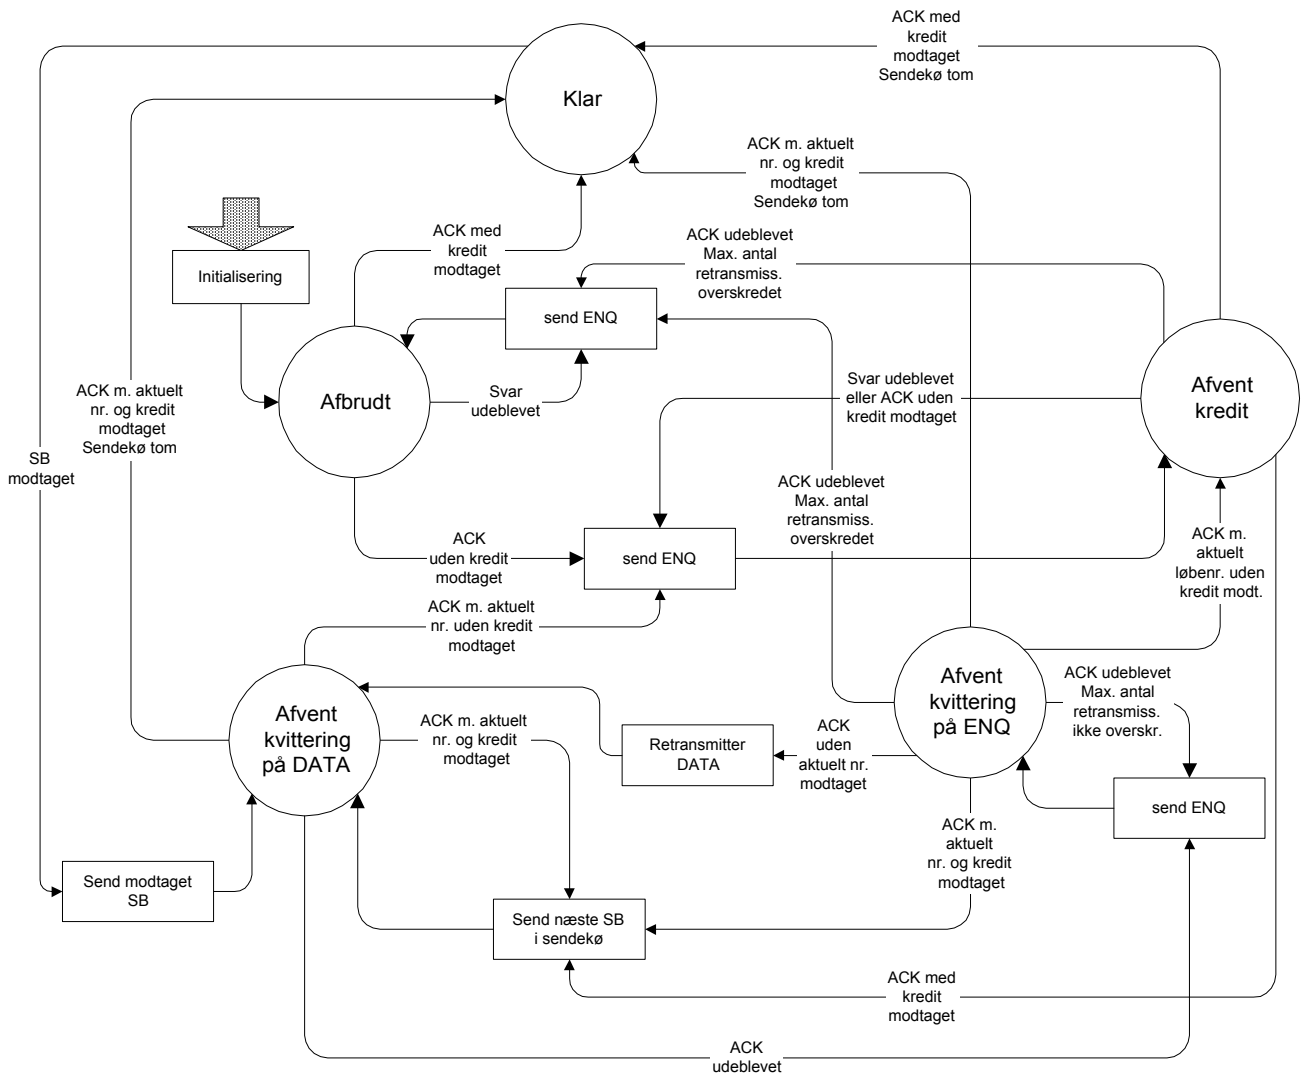 ACK med
kredit
modtaget
Sendekø tom
Klar
ACK m. aktuelt
nr. og kredit
modtaget
Sendekø tom
ACK med
kredit
modtaget
ACK udeblevet
Max. antal
retransmiss.
overskredet
Initialisering
send ENQ
Afbrudt
Svar
udeblevet
Svar udeblevet
eller ACK uden
kredit modtaget
Afvent
kredit
ACK m. aktuelt
nr. og kredit
modtaget
Sendekø tom
SB
modtaget
ACK udeblevet
Max. antal
retransmiss.
overskredet
ACK
uden kredit
modtaget
send ENQ
ACK m.
aktuelt
løbenr. uden
kredit modt.
ACK m. aktuelt
nr. uden kredit
modtaget
Afvent
kvittering
på ENQ
ACK udeblevet
Max. antal
retransmiss.
ikke overskr.
Afvent
kvittering
på DATA
ACK m. aktuelt
nr. og kredit
modtaget
Retransmitter
DATA
ACK
uden
aktuelt nr.
modtaget
send ENQ
ACK m.
aktuelt
nr. og kredit
modtaget
Send modtaget
SB
Send næste SB
i sendekø
ACK med
kredit
modtaget
ACK
udeblevet